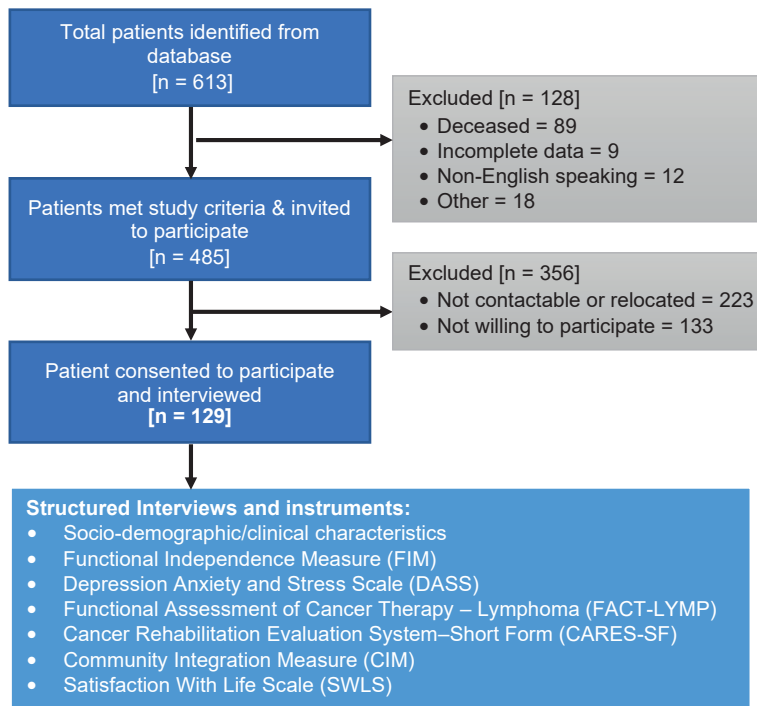 Total patients identified from
database
[n = 613]
Excluded [n = 128]
• Deceased = 89
• Incomplete data = 9
• Non-English speaking = 12
• Other = 18
Patients met study criteria & invited
to participate
[n = 485]
Excluded [n = 356]
• Not contactable or relocated = 223
• Not willing to participate = 133
Patient consented to participate
and interviewed
[n = 129]
Structured Interviews and instruments:
• Socio-demographic/clinical characteristics
• Functional Independence Measure (FIM)
• Depression Anxiety and Stress Scale (DASS)
• Functional Assessment of Cancer Therapy – Lymphoma (FACT-LYMP)
• Cancer Rehabilitation Evaluation System–Short Form (CARES-SF)
• Community Integration Measure (CIM)
• Satisfaction With Life Scale (SWLS)